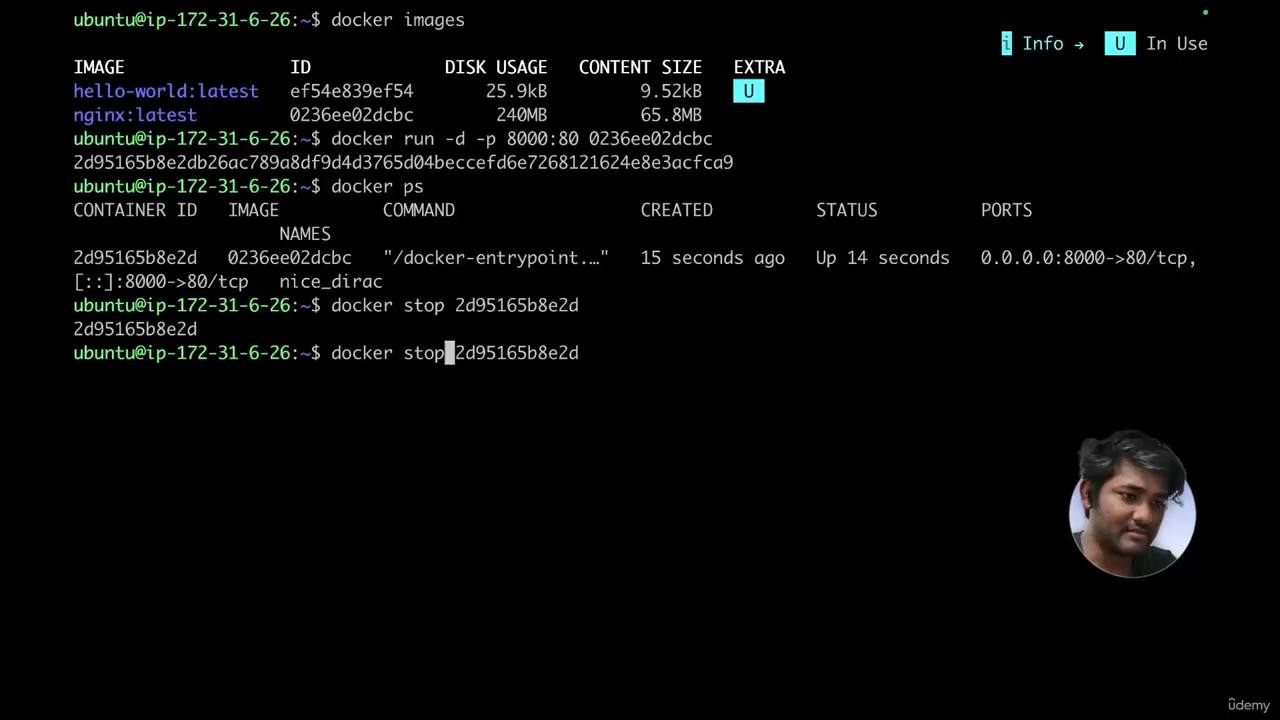 ubuntu@ip-172-31-6-26:~$ docker images
i Info → U In Use
IMAGE ID DISK USAGE CONTENT SIZE EXTRA
hello-world:latest ef54e839ef54 25.9kB 9.52kB U
nginx:latest 0236ee02dcbc 240MB 65.8MB
ubuntu@ip-172-31-6-26:~$ docker run -d -p 8000:80 0236ee02dcbc
2d95165b8e2db26ac789a8df9d4d3765d04beccefd6e7268121624e8e3acfca9
ubuntu@ip-172-31-6-26:~$ docker ps
CONTAINER ID IMAGE COMMAND CREATED STATUS PORTS
NAMES
2d95165b8e2d 0236ee02dcbc "/docker-entrypoint.…" 15 seconds ago Up 14 seconds 0.0.0.0:8000->80/tcp,
[::]:8000->80/tcp nice_dirac
ubuntu@ip-172-31-6-26:~$ docker stop 2d95165b8e2d
2d95165b8e2d
ubuntu@ip-172-31-6-26:~$ docker stop 2d95165b8e2d
udemy